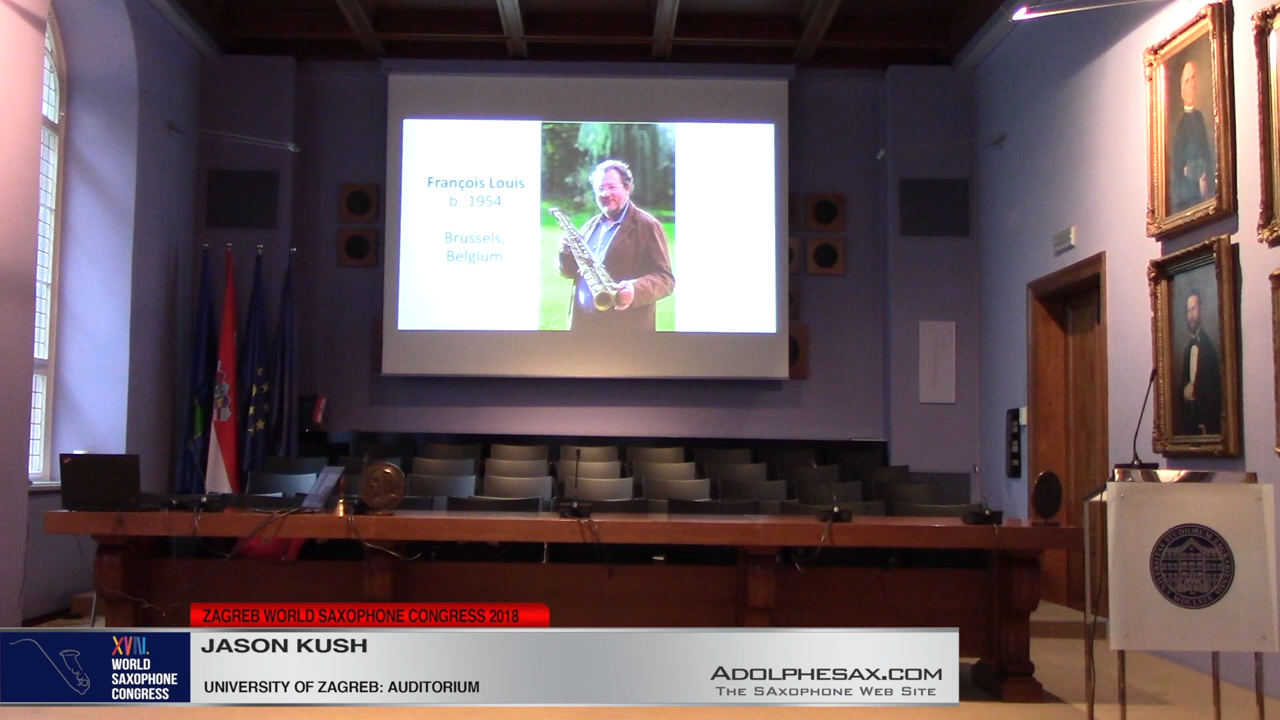 François Louis
b. 1954
Brussels,
Belgium
ZAGREB WORLD SAXOPHONE CONGRESS 2018
XVIII.
WORLD
SAXOPHONE
CONGRESS
JASON KUSH
UNIVERSITY OF ZAGREB: AUDITORIUM
ADOLPHESAX.COM
THE SAXOPHONE WEB SITE